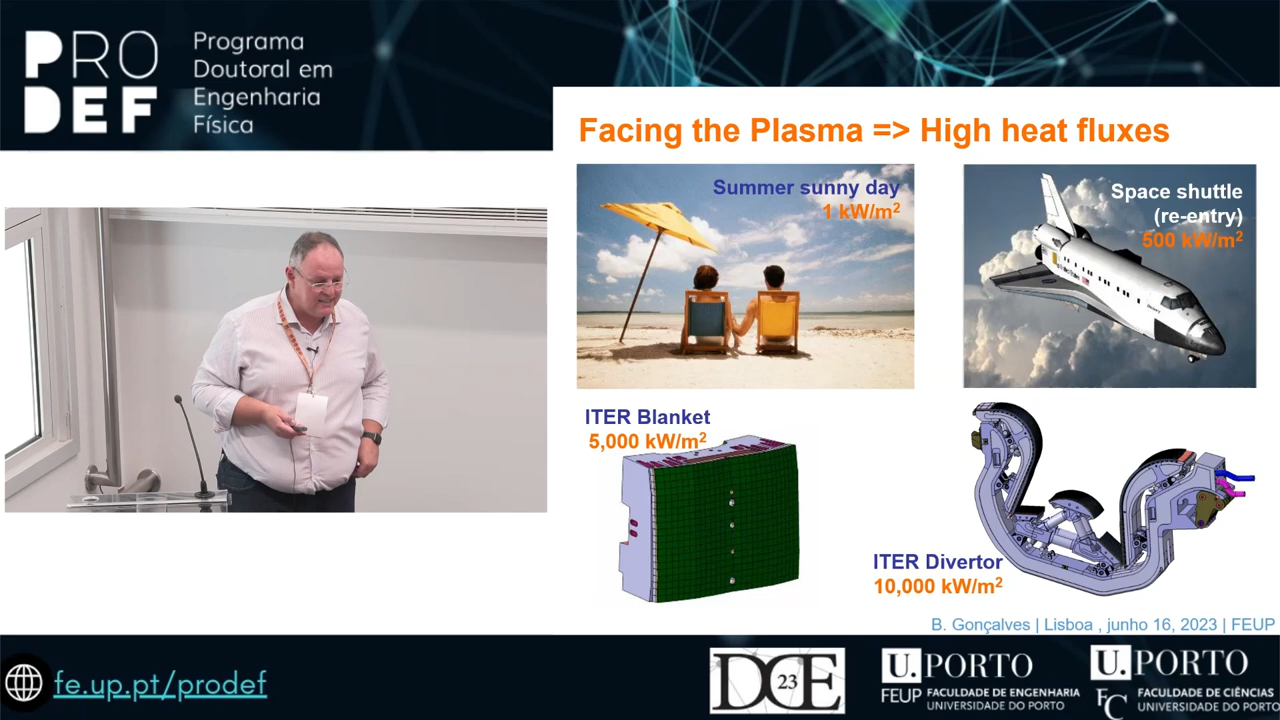 PRO
DEF
Programa
Doutoral em
Engenharia
Física
Facing the Plasma => High heat fluxes
Summer sunny day
1 kW/m²
Space shuttle
(re-entry)
500 kW/m²
ITER Blanket
5,000 kW/m²
ITER Divertor
10,000 kW/m²
B. Gonçalves | Lisboa , junho 16, 2023 | FEUP
fe.up.pt/prodef
DCE
23
U.PORTO
FEUP FACULDADE DE ENGENHARIA
UNIVERSIDADE DO PORTO
U.PORTO
FC FACULDADE DE CIÊNCIAS
UNIVERSIDADE DO PORTO